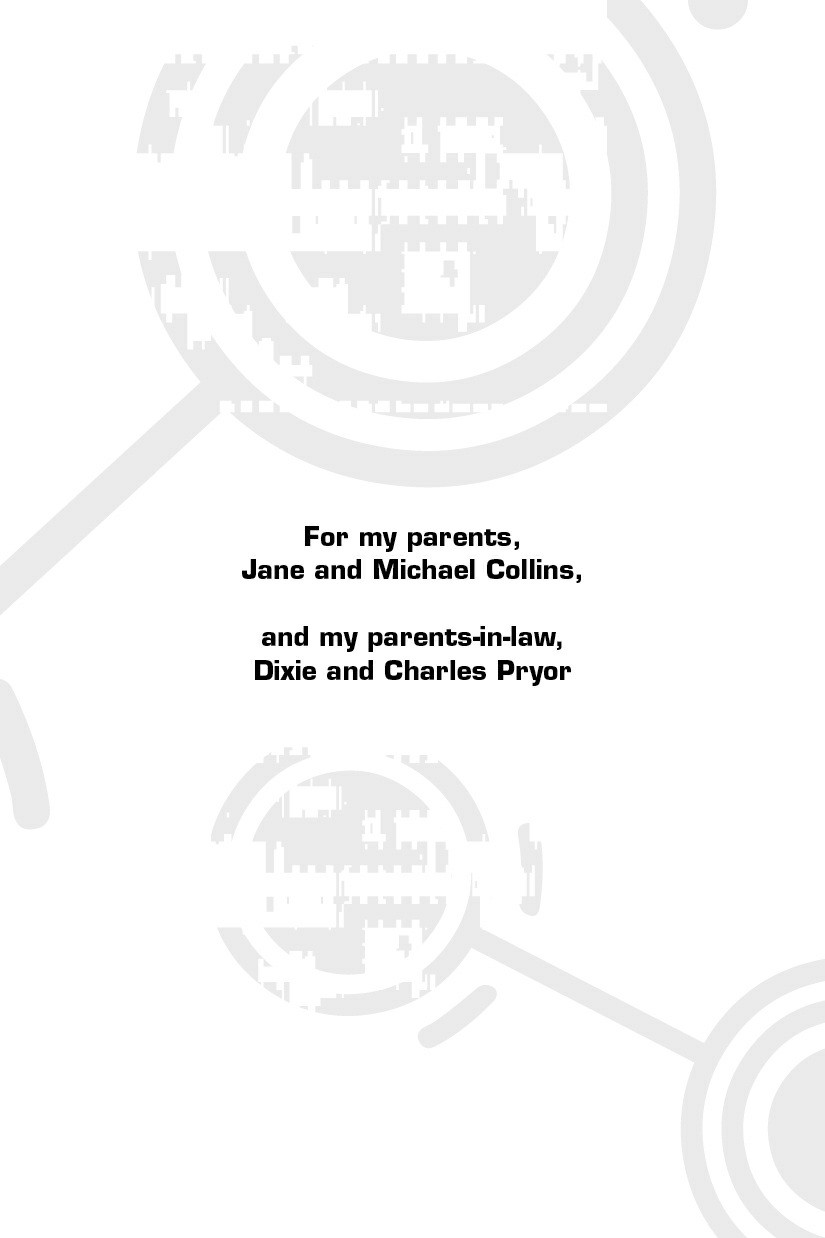 For my parents,
Jane and Michael Collins,
and my parents-in-law,
Dixie and Charles Pryor